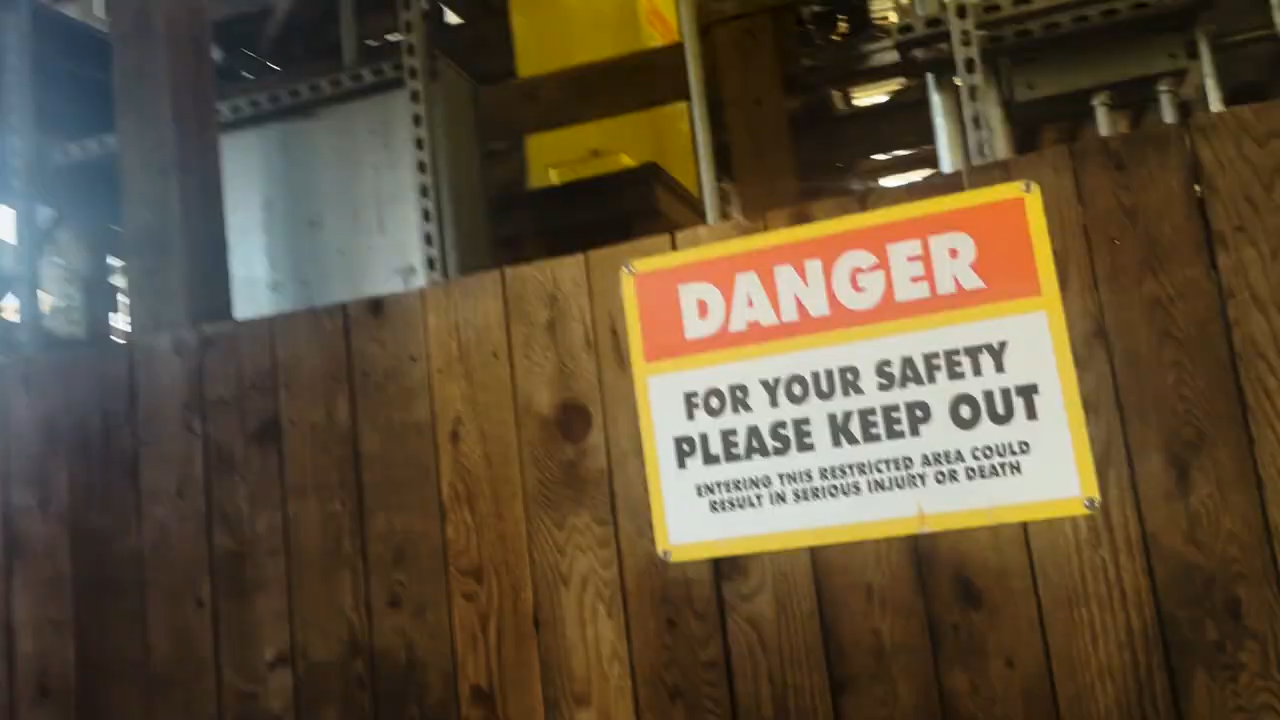 DANGER
FOR YOUR SAFETY
PLEASE KEEP OUT
ENTERING THIS RESTRICTED AREA COULD
RESULT IN SERIOUS INJURY OR DEATH